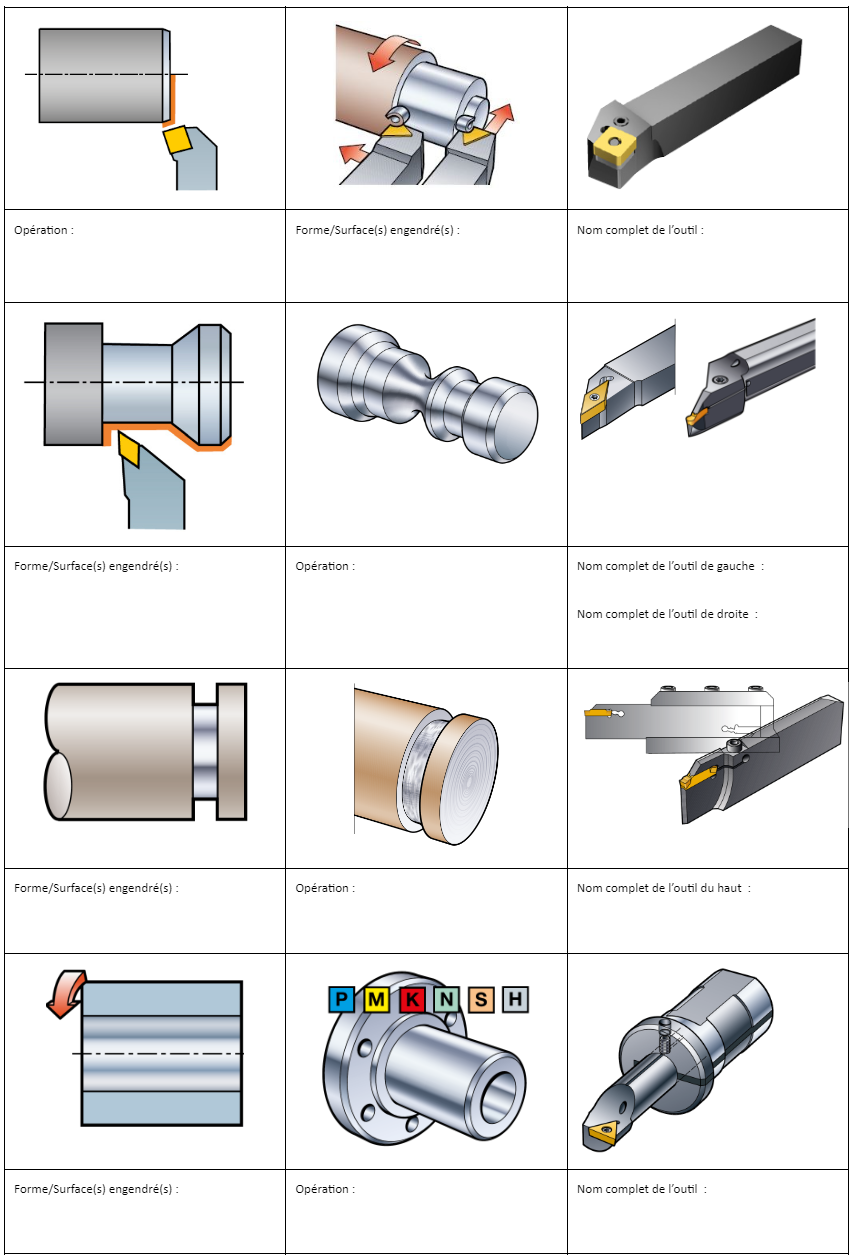 Opération :
Forme/Surface(s) engendré(s) :
Nom complet de l’outil :
Forme/Surface(s) engendré(s) :
Opération :
Nom complet de l’outil de gauche :
Nom complet de l’outil de droite :
Forme/Surface(s) engendré(s) :
Opération :
Nom complet de l’outil du haut :
P M K N S H
Forme/Surface(s) engendré(s) :
Opération :
Nom complet de l’outil :